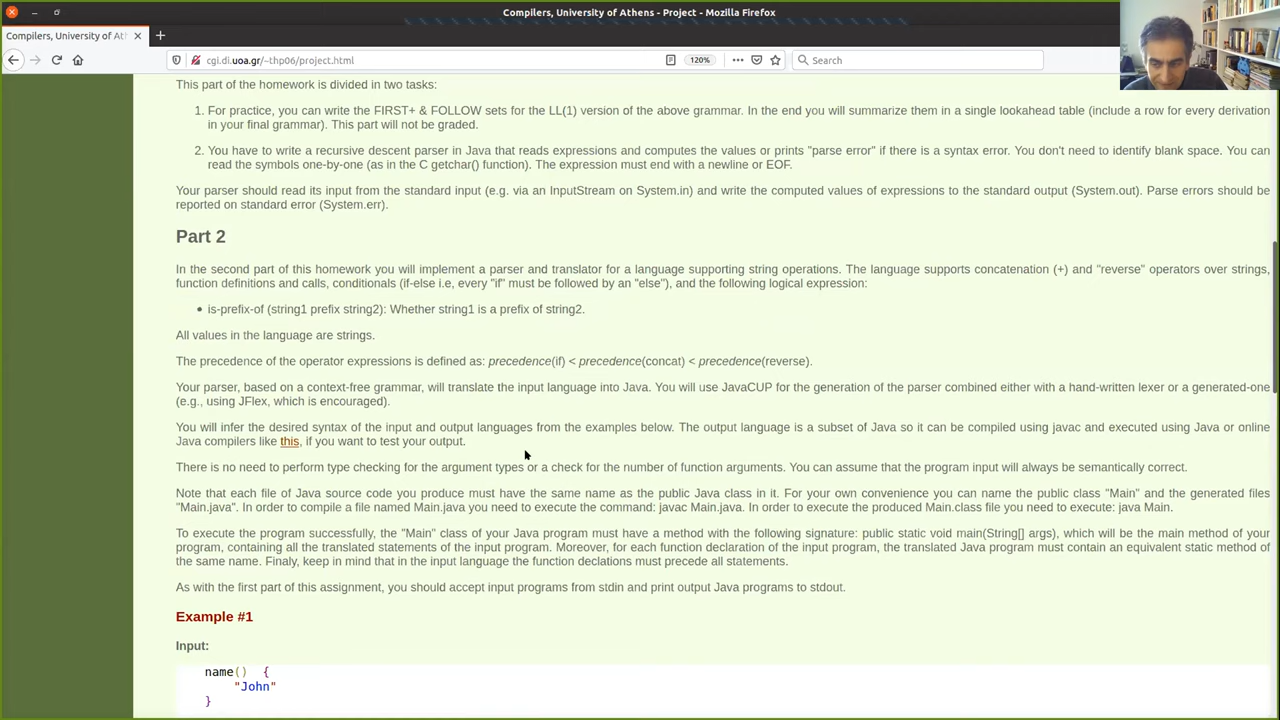 Compilers, University of Athens - Project - Mozilla Firefox
Compilers, University of Ath
cgi.di.uoa.gr/~thp06/project.html
120%
Search
This part of the homework is divided in two tasks:
1. For practice, you can write the FIRST+ & FOLLOW sets for the LL(1) version of the above grammar. In the end you will summarize them in a single lookahead table (include a row for every derivation
in your final grammar). This part will not be graded.
2. You have to write a recursive descent parser in Java that reads expressions and computes the values or prints "parse error" if there is a syntax error. You don't need to identify blank space. You can
read the symbols one-by-one (as in the C getchar() function). The expression must end with a newline or EOF.
Your parser should read its input from the standard input (e.g. via an InputStream on System.in) and write the computed values of expressions to the standard output (System.out). Parse errors should be
reported on standard error (System.err).
Part 2
In the second part of this homework you will implement a parser and translator for a language supporting string operations. The language supports concatenation (+) and "reverse" operators over strings,
function definitions and calls, conditionals (if-else i.e, every "if" must be followed by an "else"), and the following logical expression:
• is-prefix-of (string1 prefix string2): Whether string1 is a prefix of string2.
All values in the language are strings.
The precedence of the operator expressions is defined as: precedence(if) < precedence(concat) < precedence(reverse).
Your parser, based on a context-free grammar, will translate the input language into Java. You will use JavaCUP for the generation of the parser combined either with a hand-written lexer or a generated-one
(e.g., using JFlex, which is encouraged).
You will infer the desired syntax of the input and output languages from the examples below. The output language is a subset of Java so it can be compiled using javac and executed using Java or online
Java compilers like this, if you want to test your output.
There is no need to perform type checking for the argument types or a check for the number of function arguments. You can assume that the program input will always be semantically correct.
Note that each file of Java source code you produce must have the same name as the public Java class in it. For your own convenience you can name the public class "Main" and the generated files
"Main.java". In order to compile a file named Main.java you need to execute the command: javac Main.java. In order to execute the produced Main.class file you need to execute: java Main.
To execute the program successfully, the "Main" class of your Java program must have a method with the following signature: public static void main(String[] args), which will be the main method of your
program, containing all the translated statements of the input program. Moreover, for each function declaration of the input program, the translated Java program must contain an equivalent static method of
the same name. Finaly, keep in mind that in the input language the function declations must precede all statements.
As with the first part of this assignment, you should accept input programs from stdin and print output Java programs to stdout.
Example #1
Input:
name() {
"John"
}